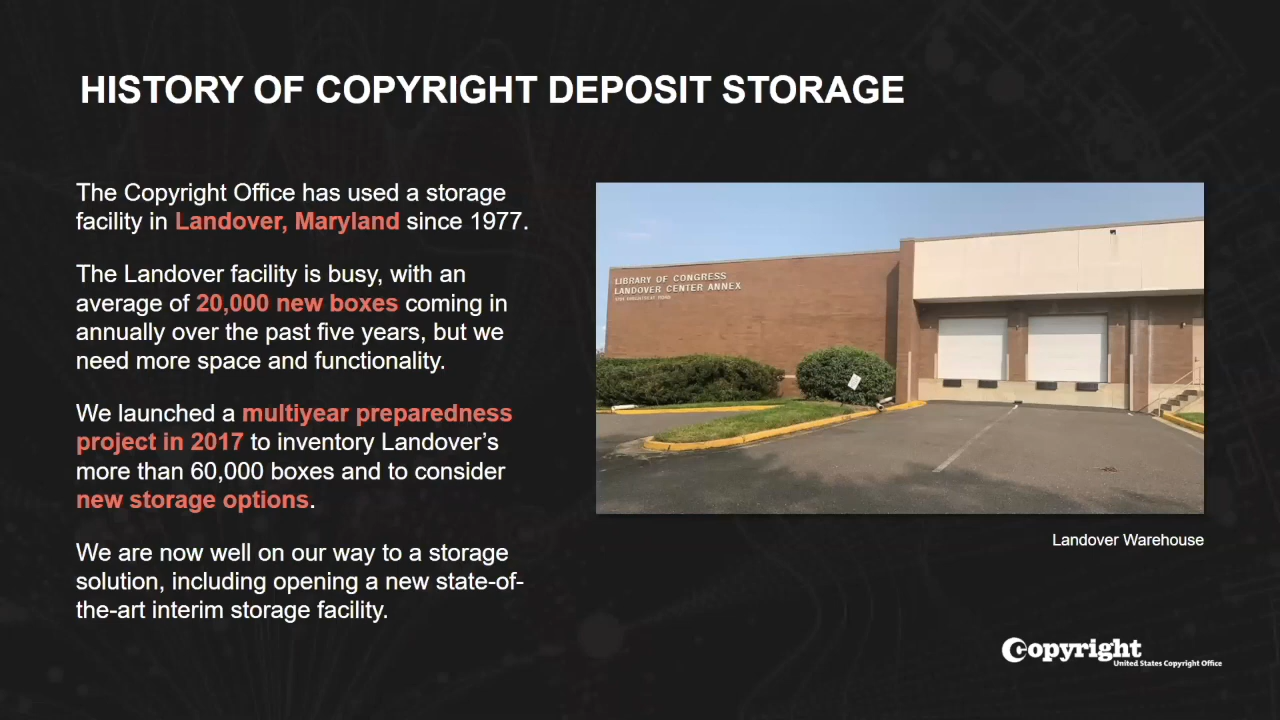 HISTORY OF COPYRIGHT DEPOSIT STORAGE
The Copyright Office has used a storage
facility in Landover, Maryland since 1977.
The Landover facility is busy, with an
average of 20,000 new boxes coming in
annually over the past five years, but we
need more space and functionality.
We launched a multiyear preparedness
project in 2017 to inventory Landover’s
more than 60,000 boxes and to consider
new storage options.
We are now well on our way to a storage
solution, including opening a new state-of-
the-art interim storage facility.
LIBRARY OF CONGRESS
LANDOVER CENTER ANNEX
Landover Warehouse
Copyright
United States Copyright Office